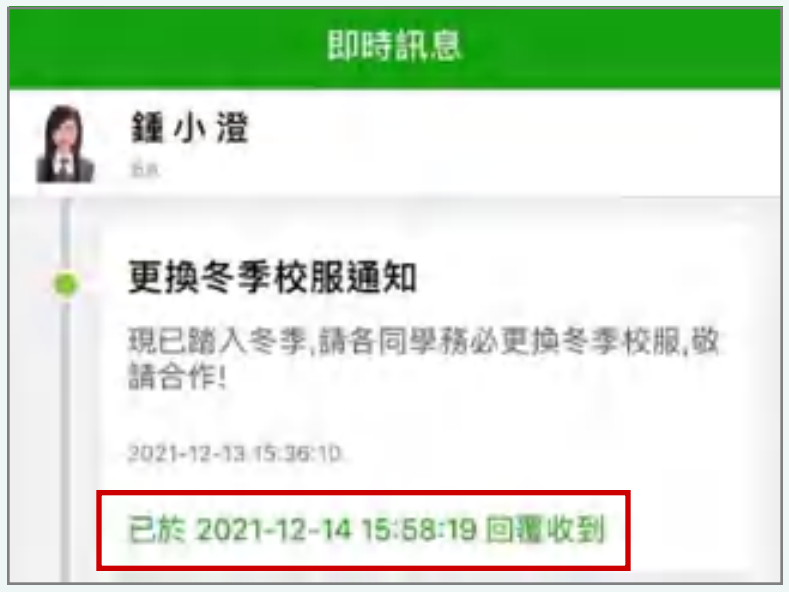 即時訊息
鍾小澄
更換冬季校服通知
現已踏入冬季,請各同學務必更換冬季校服,敬
請合作!
2021-12-13 15:36:10
已於 2021-12-14 15:58:19 回覆收到